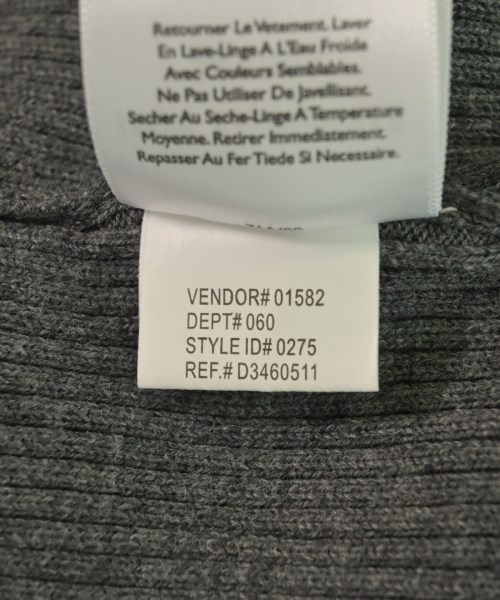 Retourner Le Vetement. Laver
En Lave-Linge A L'Eau Froide
Avec Couleurs Semblables.
Ne Pas Utiliser De Javellisant.
Secher Au Seche-Linge A Temperature
Moyenne. Retirer Immediatement.
Repasser Au Fer Tiede Si Necessaire.
VENDOR# 01582
DEPT# 060
STYLE ID# 0275
REF.# D3460511